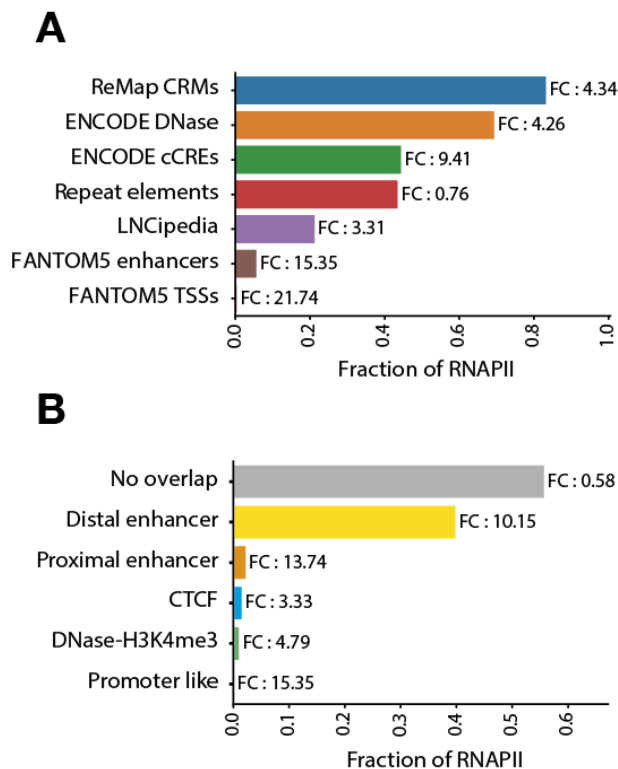 A
ReMap CRMs FC : 4.34
ENCODE DNase FC : 4.26
ENCODE cCREs FC : 9.41
Repeat elements FC : 0.76
LNCipedia FC : 3.31
FANTOM5 enhancers FC : 15.35
FANTOM5 TSSs FC : 21.74
0.0 0.2 0.4 0.6 0.8 1.0
Fraction of RNAPII
B
No overlap FC : 0.58
Distal enhancer FC : 10.15
Proximal enhancer FC : 13.74
CTCF FC : 3.33
DNase-H3K4me3 FC : 4.79
Promoter like FC : 15.35
0.0 0.1 0.2 0.3 0.4 0.5 0.6
Fraction of RNAPII